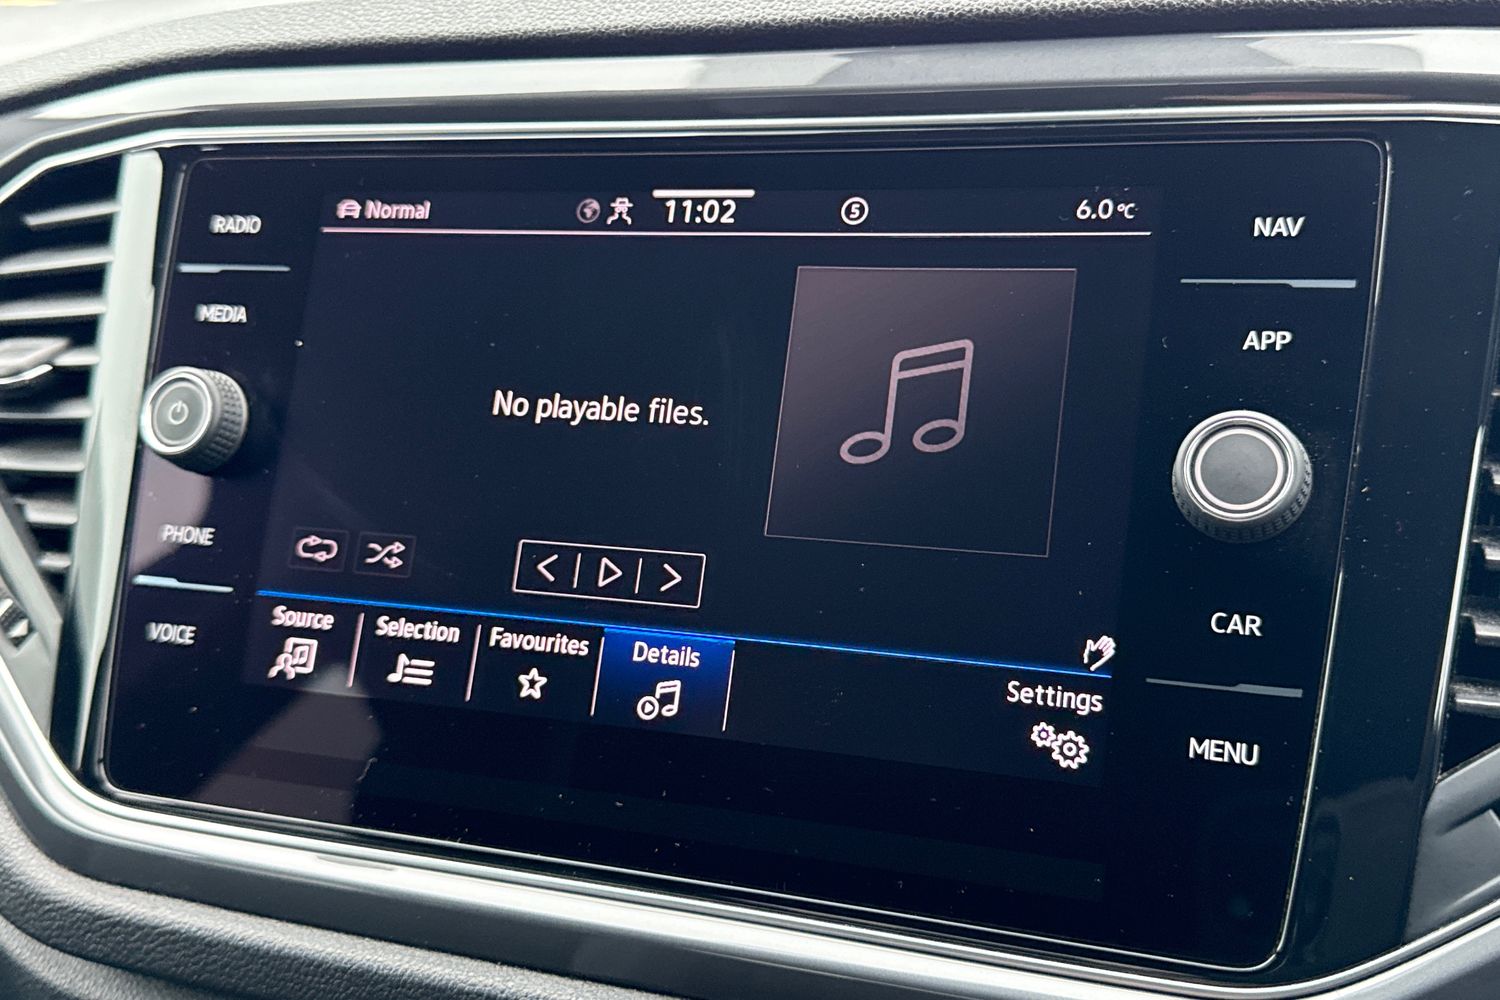 RADIO
MEDIA
PHONE
VOICE
Normal
11:02
5
6.0 °C
No playable files.
Source
Selection
Favourites
Details
Settings
NAV
APP
CAR
MENU